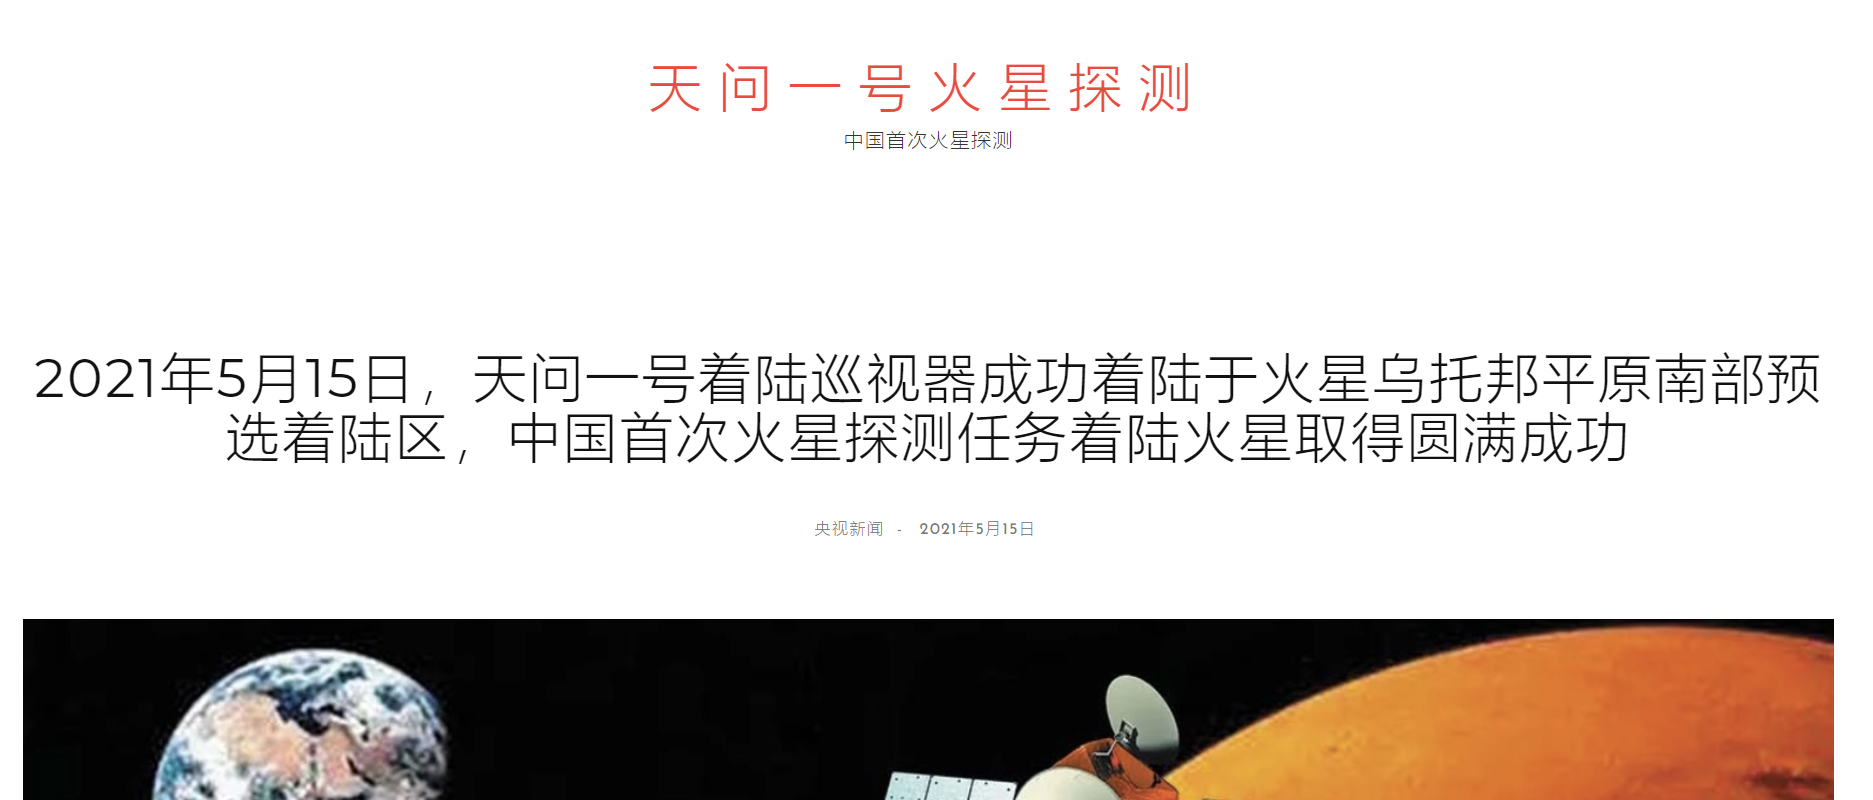 天问一号火星探测
中国首次火星探测
2021年5月15日，天问一号着陆巡视器成功着陆于火星乌托邦平原南部预
选着陆区，中国首次火星探测任务着陆火星取得圆满成功
央视新闻 - 2021年5月15日